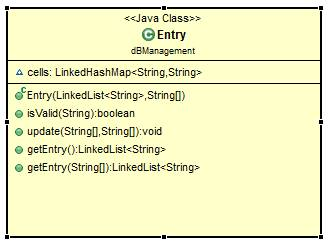 <<Java Class>>
Entry
dBManagement
cells: LinkedHashMap<String,String>
Entry(LinkedList<String>,String[])
isValid(String):boolean
update(String[],String[]):void
getEntry():LinkedList<String>
getEntry(String[]):LinkedList<String>